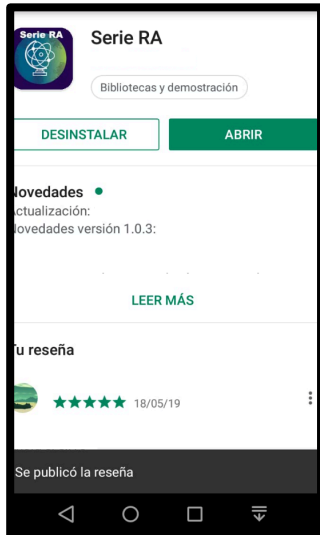 Serie RA
Serie RA
Bibliotecas y demostración
DESINSTALAR
ABRIR
Novedades
Actualización:
Novedades versión 1.0.3:
LEER MÁS
Tu reseña
18/05/19
Se publicó la reseña